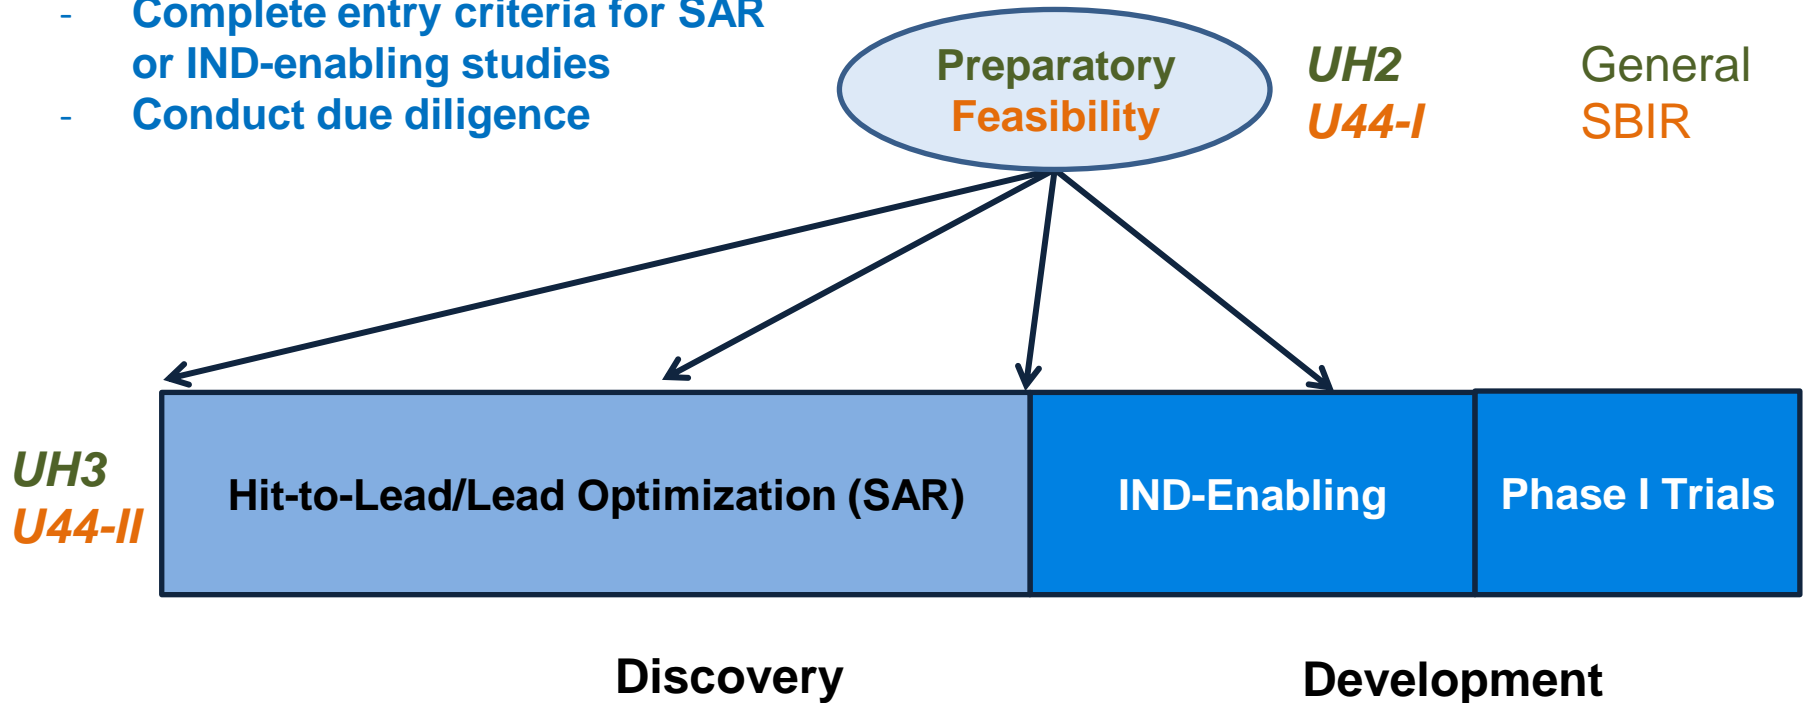 - Complete entry criteria for SAR
or IND-enabling studies
- Conduct due diligence
Preparatory
Feasibility
UH2 General
U44-I SBIR
UH3
U44-II
Hit-to-Lead/Lead Optimization (SAR)
IND-Enabling
Phase I Trials
Discovery
Development